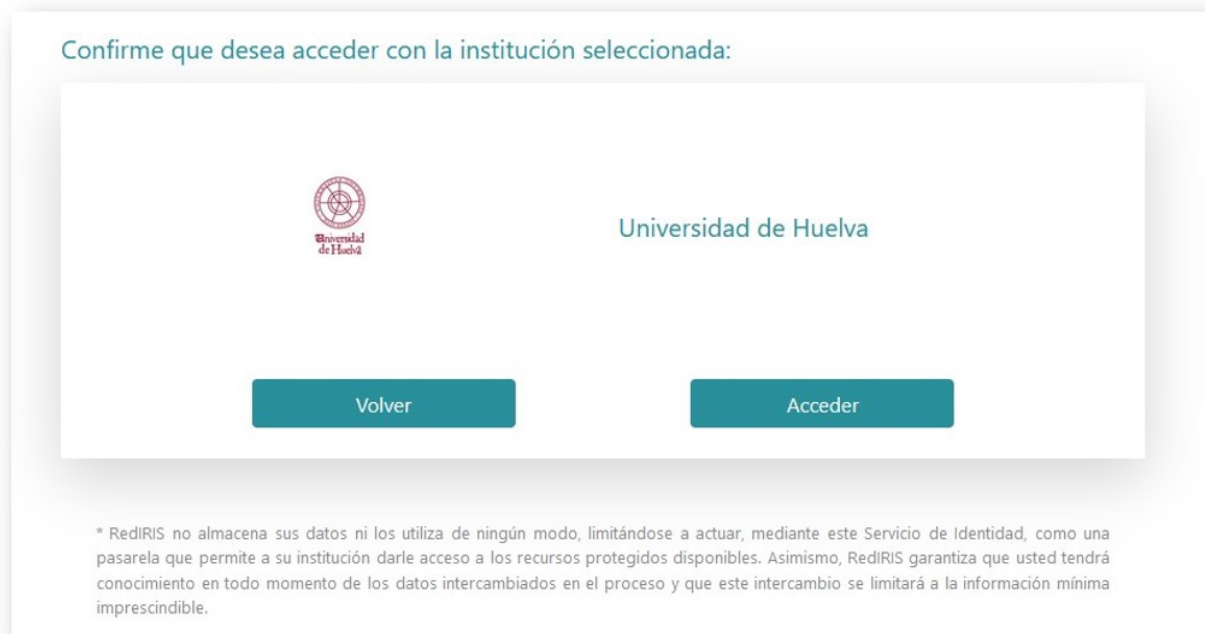 Confirme que desea acceder con la institución seleccionada:
Universidad
de Huelva
Universidad de Huelva
Volver
Acceder
* RedIRIS no almacena sus datos ni los utiliza de ningún modo, limitándose a actuar, mediante este Servicio de Identidad, como una
pasarela que permite a su institución darle acceso a los recursos protegidos disponibles. Asimismo, RedIRIS garantiza que usted tendrá
conocimiento en todo momento de los datos intercambiados en el proceso y que este intercambio se limitará a la información mínima
imprescindible.